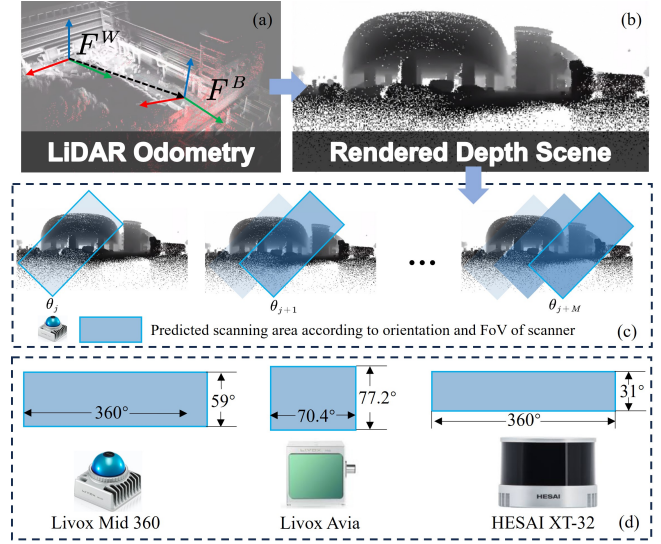 (a)
F^W
F^B
LiDAR Odometry
(b)
Rendered Depth Scene
θ_j
θ_{j+1}
...
θ_{j+M}
Predicted scanning area according to orientation and FoV of scanner
(c)
360°
59°
70.4°
77.2°
360°
31°
HESAI
Livox Mid 360
Livox Avia
HESAI XT-32
(d)